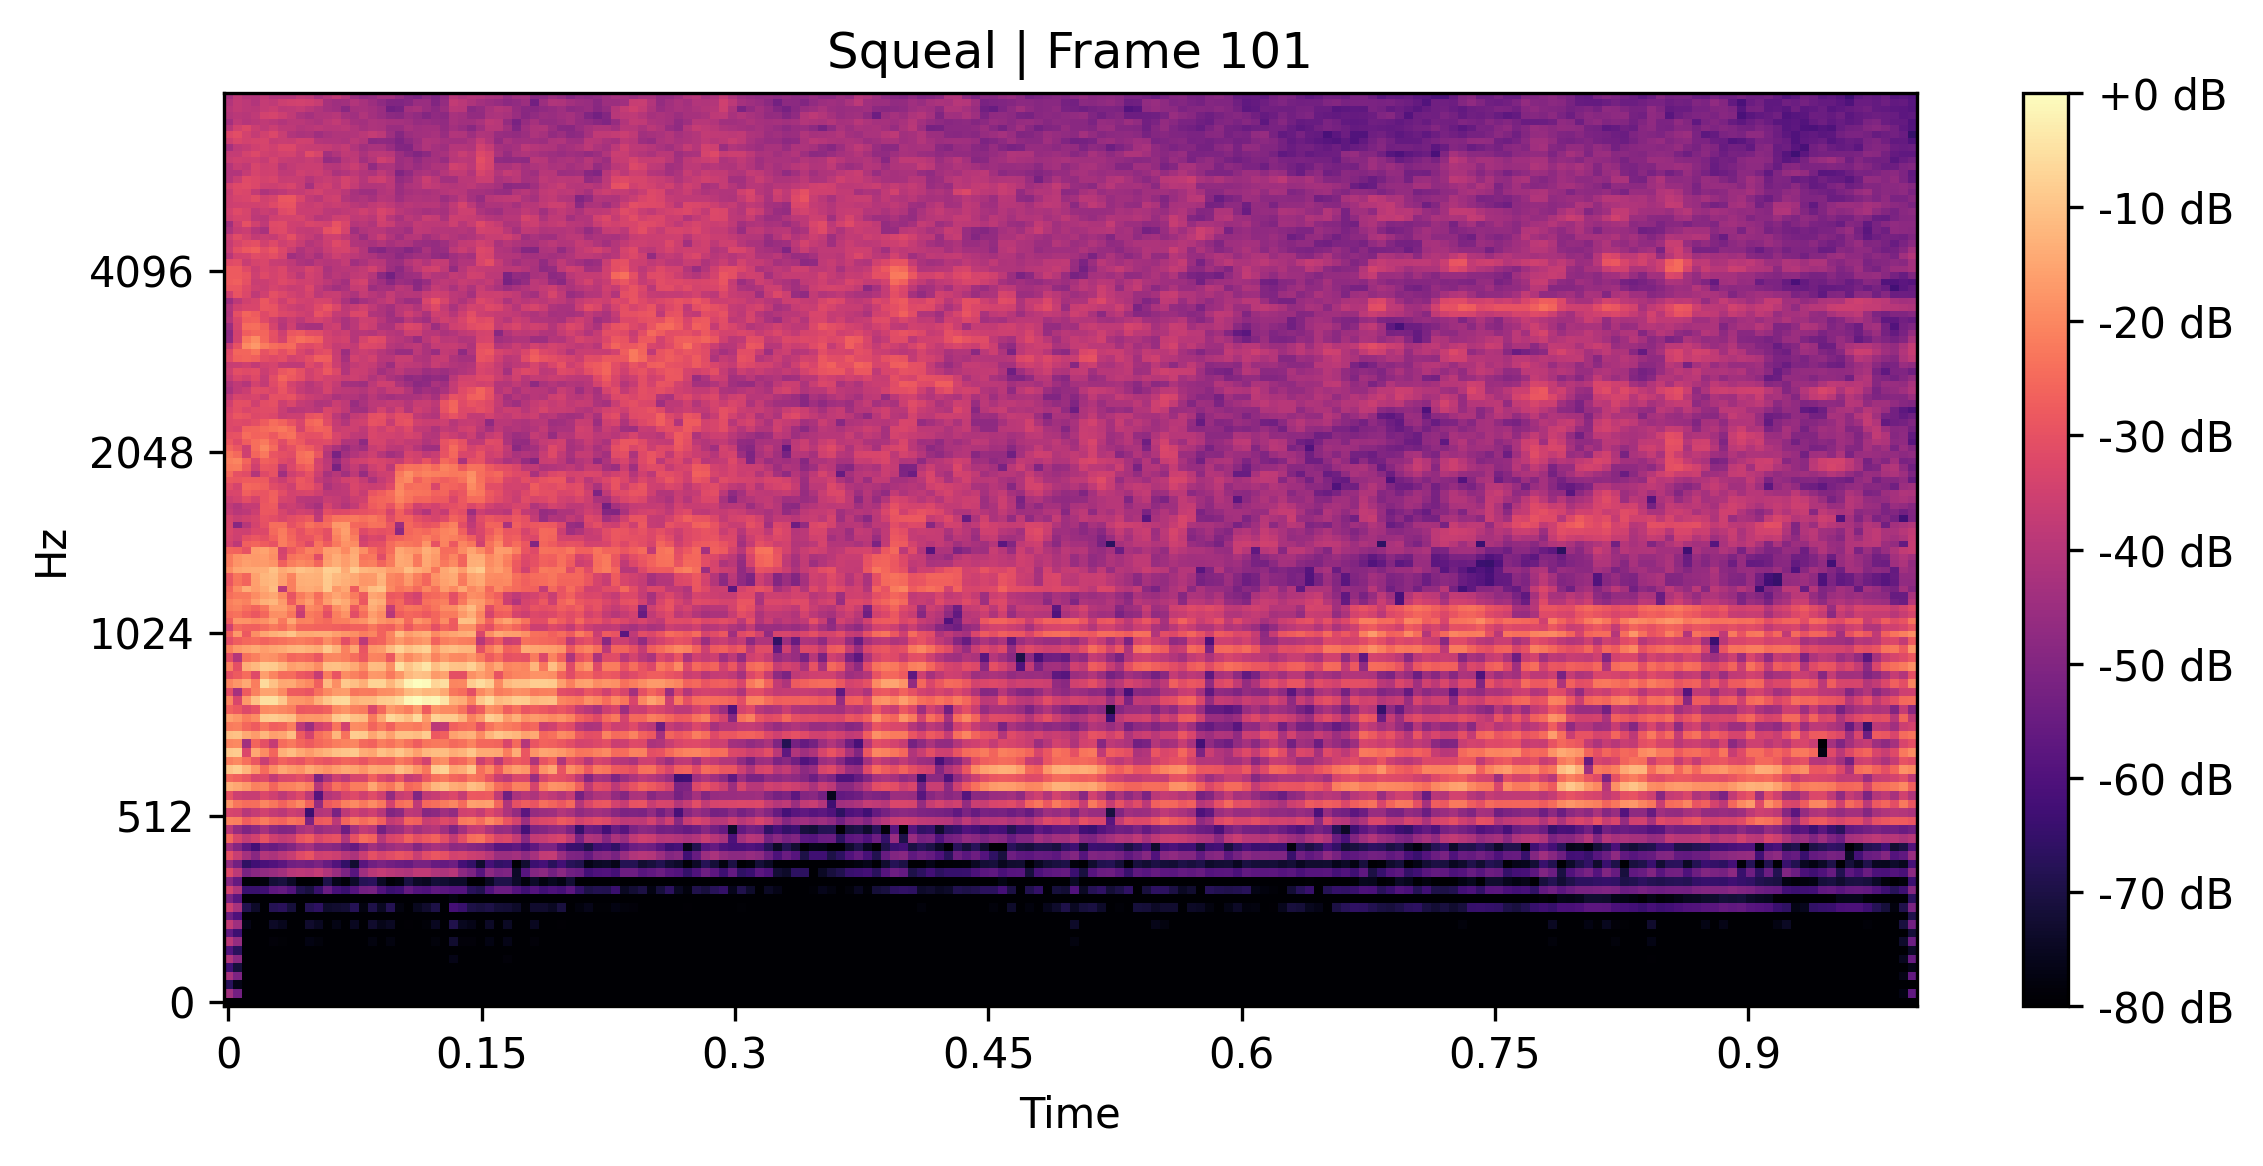 Squeal | Frame 101
+0 dB
-10 dB
-20 dB
-30 dB
-40 dB
-50 dB
-60 dB
-70 dB
-80 dB
Hz
4096
2048
1024
512
0
0 0.15 0.3 0.45 0.6 0.75 0.9
Time